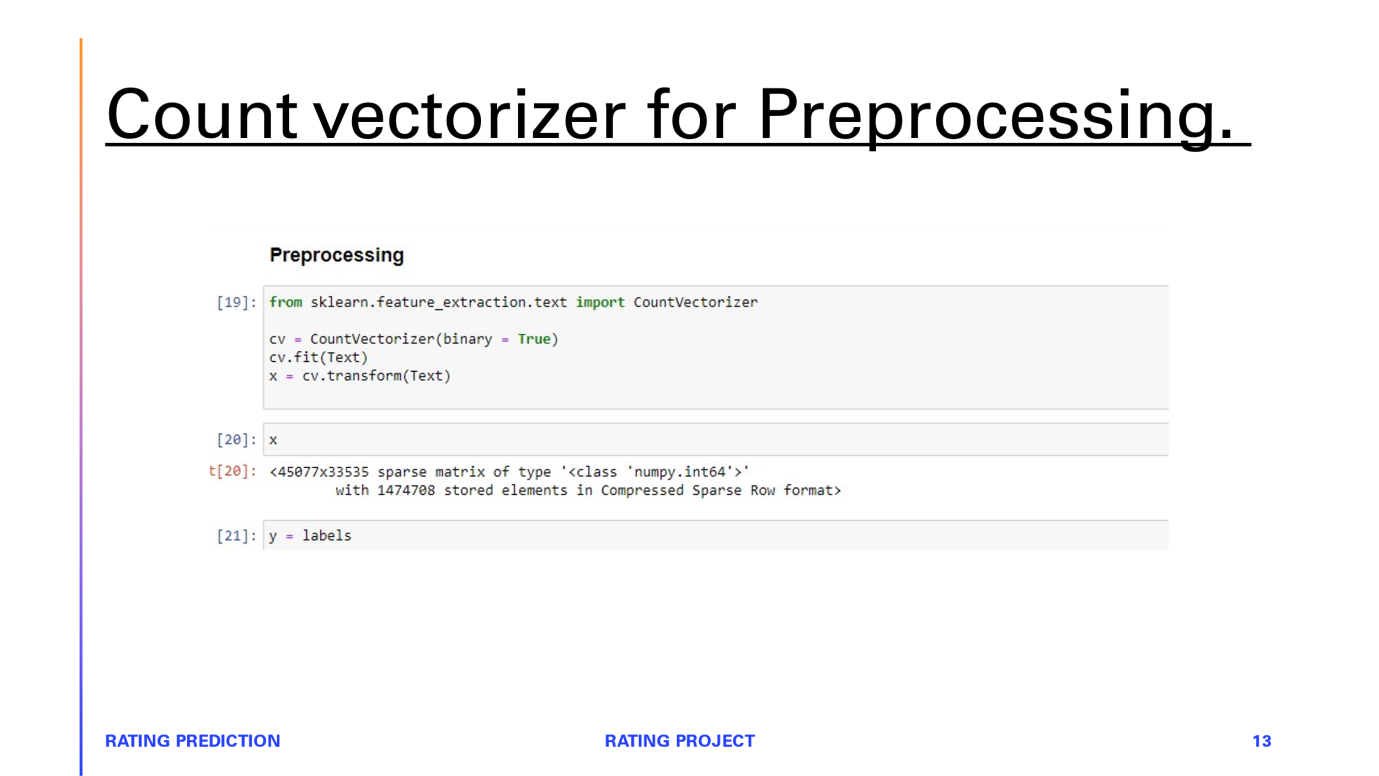 Count vectorizer for Preprocessing.
Preprocessing
[19]: from sklearn.feature_extraction.text import CountVectorizer
cv = CountVectorizer(binary = True)
cv.fit(Text)
x = cv.transform(Text)
[20]: x
t[20]: <45077x33535 sparse matrix of type '<class 'numpy.int64'>'
with 1474708 stored elements in Compressed Sparse Row format>
[21]: y = labels
RATING PREDICTION RATING PROJECT 13